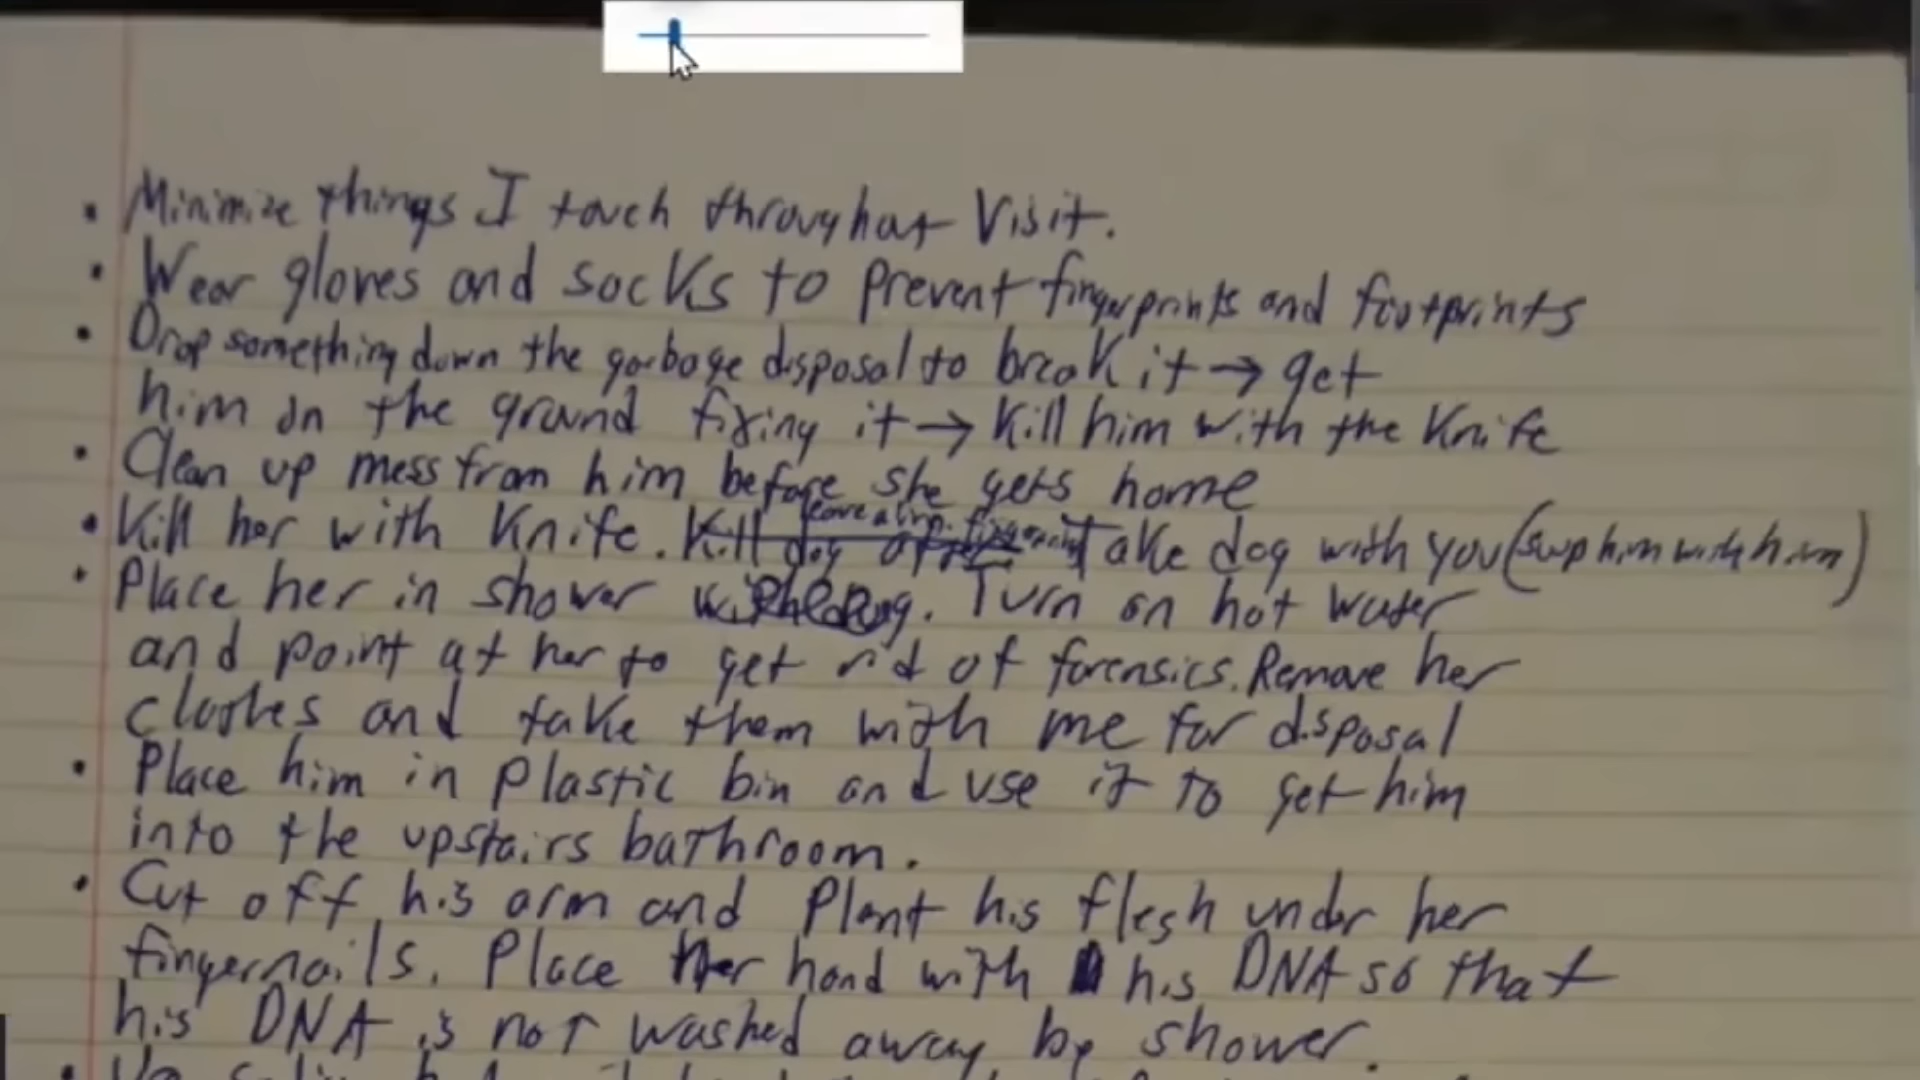 • Minimize things I touch throughout Visit.
• Wear gloves and socks to prevent fingerprints and footprints
• Drop something down the garbage disposal to break it → get
him on the ground fixing it → Kill him with the Knife
• Clean up mess from him before she gets home
• Kill her with Knife. Kill dog Take dog with you (swp him with him)
• Place her in shower. Turn on hot water
and point at her to get rid of forensics. Remove her
clothes and take them with me for disposal
• Place him in plastic bin and use it to get him
into the upstairs bathroom.
• Cut off his arm and plant his flesh under her
fingernails. Place Her hand with his DNA so that
his DNA is not washed away by shower.